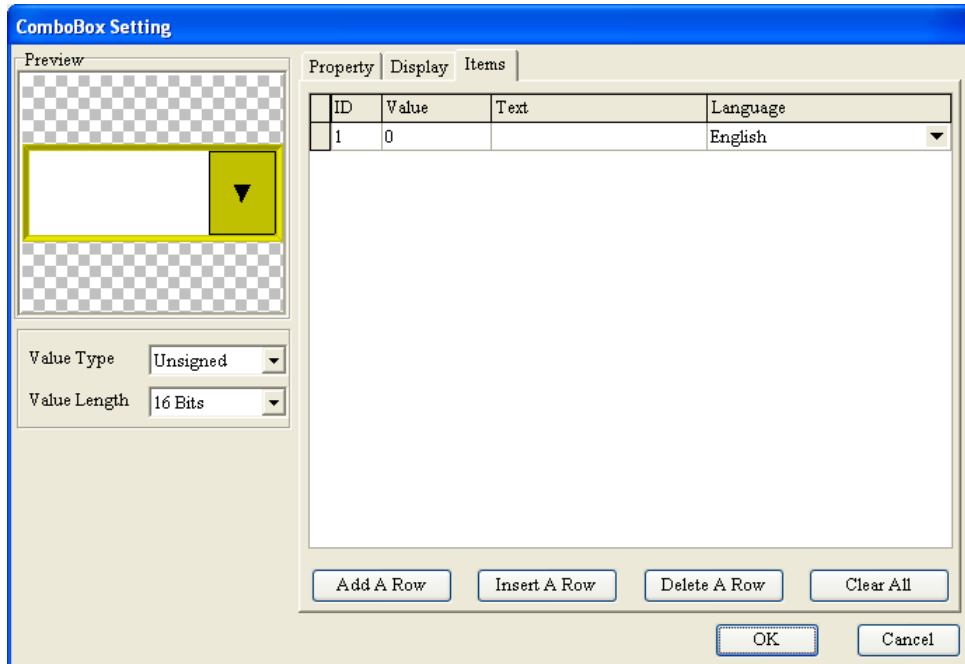 ComboBox Setting
Preview
Property Display Items
ID Value Text Language
1 0 English
Value Type Unsigned
Value Length 16 Bits
Add A Row Insert A Row Delete A Row Clear All
OK Cancel